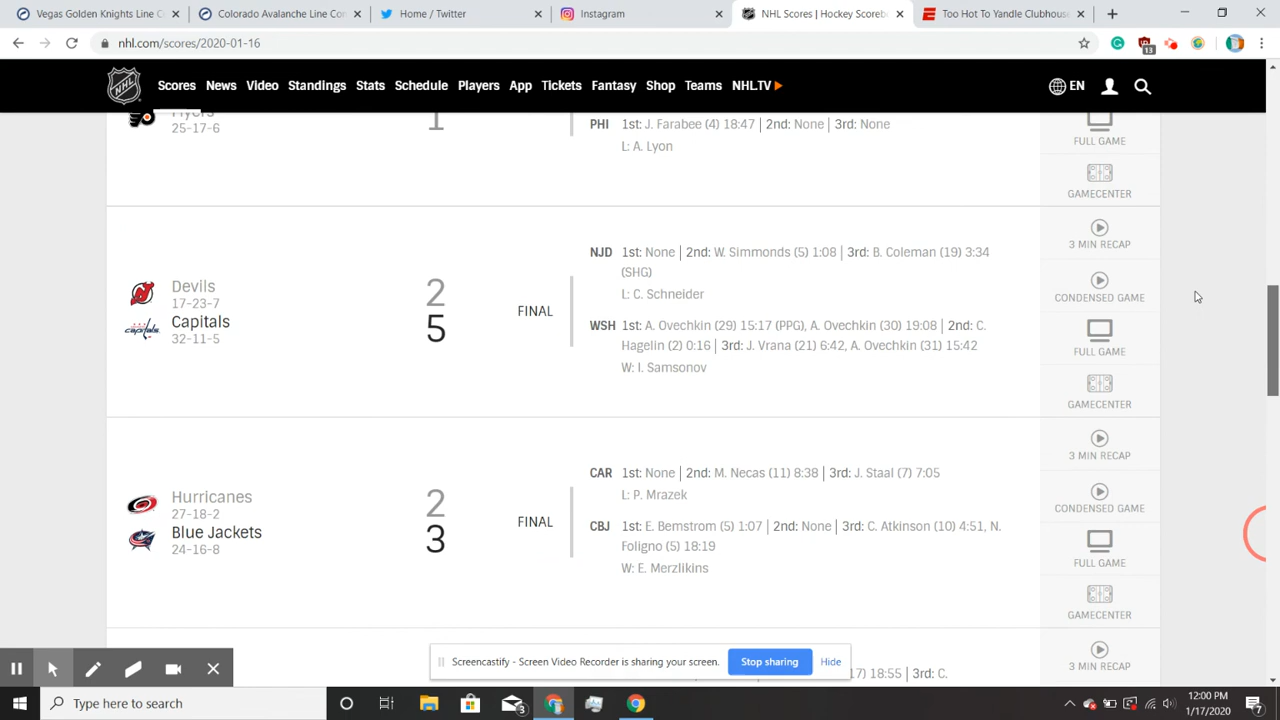 Vegas Golden Knights Line C
Colorado Avalanche Line Con
Home / Twitter
Instagram
NHL Scores | Hockey Scoreb
Too Hot To Yandle Clubhouse
nhl.com/scores/2020-01-16
13
Scores News Video Standings Stats Schedule Players App Tickets Fantasy Shop Teams NHL.TV EN
Flyers
25-17-6
1
PHI 1st: J. Farabee (4) 18:47 | 2nd: None | 3rd: None
L: A. Lyon
FULL GAME
GAMECENTER
Devils
17-23-7
2
Capitals
32-11-5
5
FINAL
NJD 1st: None | 2nd: W. Simmonds (5) 1:08 | 3rd: B. Coleman (19) 3:34
(SHG)
L: C. Schneider
WSH 1st: A. Ovechkin (29) 15:17 (PPG), A. Ovechkin (30) 19:08 | 2nd: C.
Hagelin (2) 0:16 | 3rd: J. Vrana (21) 6:42, A. Ovechkin (31) 15:42
W: I. Samsonov
3 MIN RECAP
CONDENSED GAME
FULL GAME
GAMECENTER
Hurricanes
27-18-2
2
Blue Jackets
24-16-8
3
FINAL
CAR 1st: None | 2nd: M. Necas (11) 8:38 | 3rd: J. Staal (7) 7:05
L: P. Mrazek
CBJ 1st: E. Bemstrom (5) 1:07 | 2nd: None | 3rd: C. Atkinson (10) 4:51, N.
Foligno (5) 18:19
W: E. Merzlikins
3 MIN RECAP
CONDENSED GAME
FULL GAME
GAMECENTER
3 MIN RECAP
17) 18:55 | 3rd: C.
Screencastify - Screen Video Recorder is sharing your screen. Stop sharing Hide
Type here to search
3
12:00 PM
1/17/2020
7